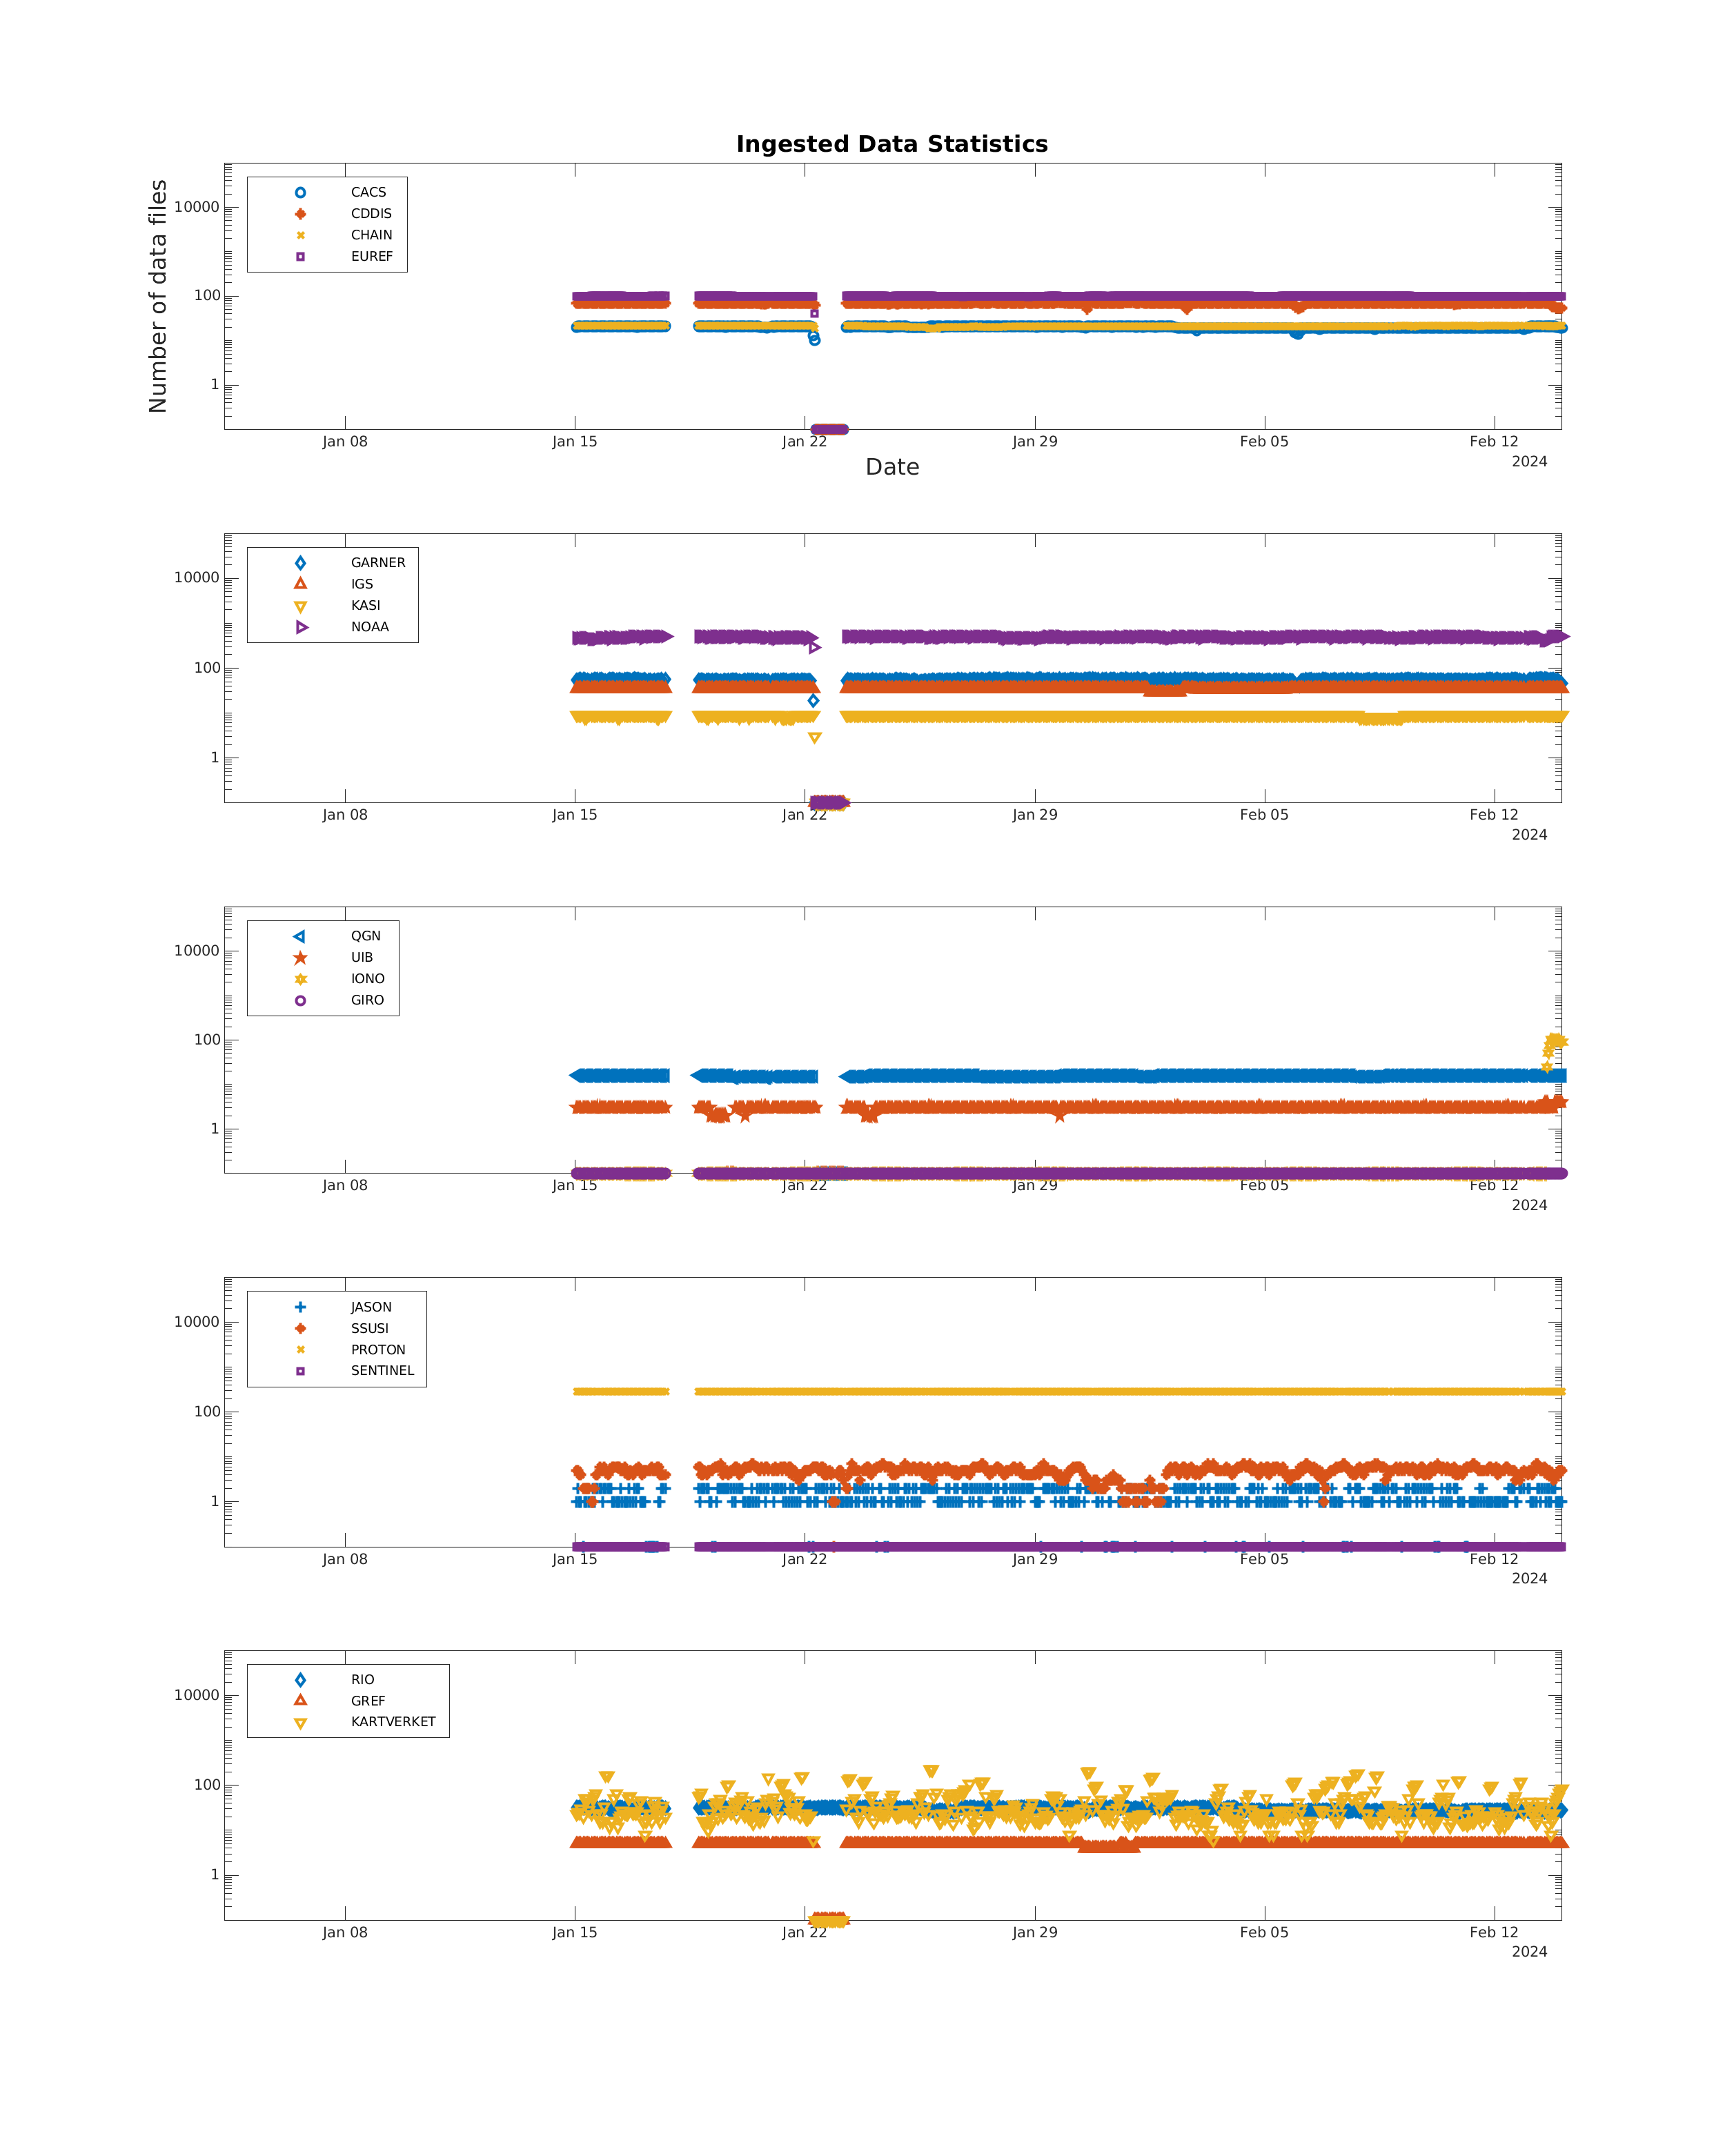 Ingested Data Statistics
Number of data files
10000
100
1
CACS
CDDIS
CHAIN
EUREF
Jan 08 Jan 15 Jan 22 Jan 29 Feb 05 Feb 12
2024
Date
10000
100
1
GARNER
IGS
KASI
NOAA
Jan 08 Jan 15 Jan 22 Jan 29 Feb 05 Feb 12
2024
10000
100
1
QGN
UIB
IONO
GIRO
Jan 08 Jan 15 Jan 22 Jan 29 Feb 05 Feb 12
2024
10000
100
1
JASON
SSUSI
PROTON
SENTINEL
Jan 08 Jan 15 Jan 22 Jan 29 Feb 05 Feb 12
2024
10000
100
1
RIO
GREF
KARTVERKET
Jan 08 Jan 15 Jan 22 Jan 29 Feb 05 Feb 12
2024